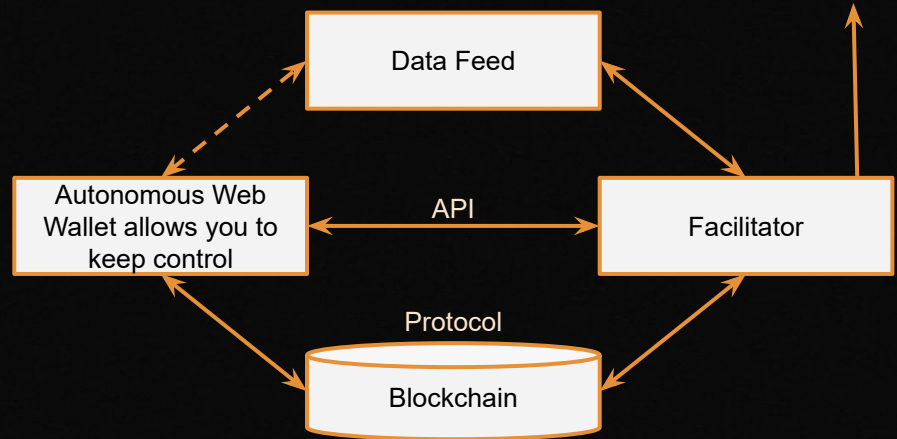 Data Feed
Autonomous Web
Wallet allows you to
keep control
API
Facilitator
Protocol
Blockchain